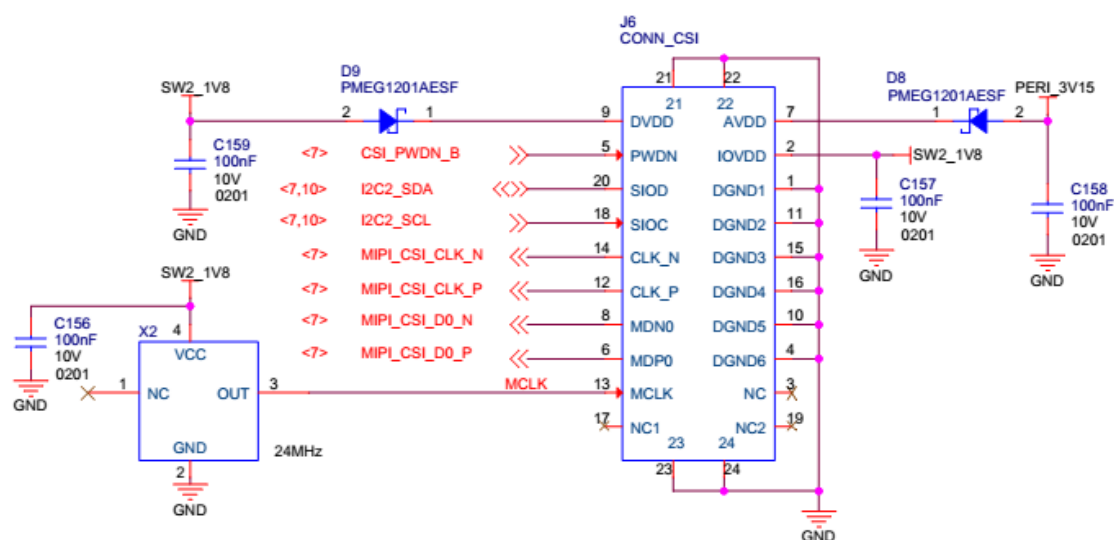 J6
CONN_CSI
D9
PMEG1201AESF
SW2_1V8
2
1
C159
100nF
10V
0201
GND
21
22
21
22
D8
PMEG1201AESF
PERI_3V15
1
2
9
DVDD
AVDD
7
<7>
CSI_PWDN_B
5
PWDN
IOVDD
2
SW2_1V8
<7,10>
I2C2_SDA
20
SIOD
DGND1
1
<7,10>
I2C2_SCL
18
SIOC
DGND2
11
<7>
MIPI_CSI_CLK_N
14
CLK_N
DGND3
15
<7>
MIPI_CSI_CLK_P
12
CLK_P
DGND4
16
<7>
MIPI_CSI_D0_N
8
MDN0
DGND5
10
<7>
MIPI_CSI_D0_P
6
MDP0
DGND6
4
MCLK
13
MCLK
NC
3
17
NC1
NC2
19
23
24
23
24
GND
C157
100nF
10V
0201
GND
C158
100nF
10V
0201
GND
SW2_1V8
C156
100nF
10V
0201
GND
X2
4
VCC
1
NC
OUT
3
GND
24MHz
2
GND